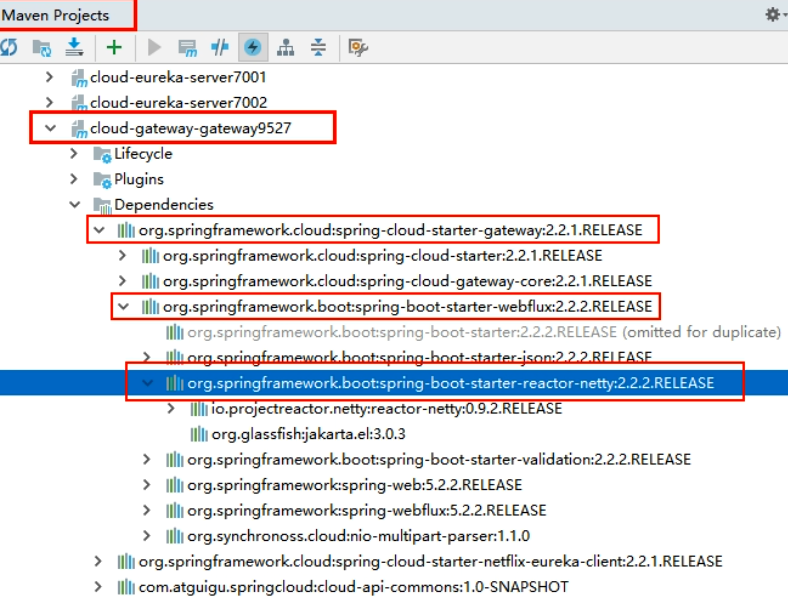 Maven Projects
cloud-eureka-server7001
cloud-eureka-server7002
cloud-gateway-gateway9527
Lifecycle
Plugins
Dependencies
org.springframework.cloud:spring-cloud-starter-gateway:2.2.1.RELEASE
org.springframework.cloud:spring-cloud-starter:2.2.1.RELEASE
org.springframework.cloud:spring-cloud-gateway-core:2.2.1.RELEASE
org.springframework.boot:spring-boot-starter-webflux:2.2.2.RELEASE
org.springframework.boot:spring-boot-starter:2.2.2.RELEASE (omitted for duplicate)
org.springframework.boot:spring-boot-starter-json:2.2.2.RELEASE
org.springframework.boot:spring-boot-starter-reactor-netty:2.2.2.RELEASE
io.projectreactor.netty:reactor-netty:0.9.2.RELEASE
org.glassfish:jakarta.el:3.0.3
org.springframework.boot:spring-boot-starter-validation:2.2.2.RELEASE
org.springframework:spring-web:5.2.2.RELEASE
org.springframework:spring-webflux:5.2.2.RELEASE
org.synchronoss.cloud:nio-multipart-parser:1.1.0
org.springframework.cloud:spring-cloud-starter-netflix-eureka-client:2.2.1.RELEASE
com.atguigu.springcloud:cloud-api-commons:1.0-SNAPSHOT